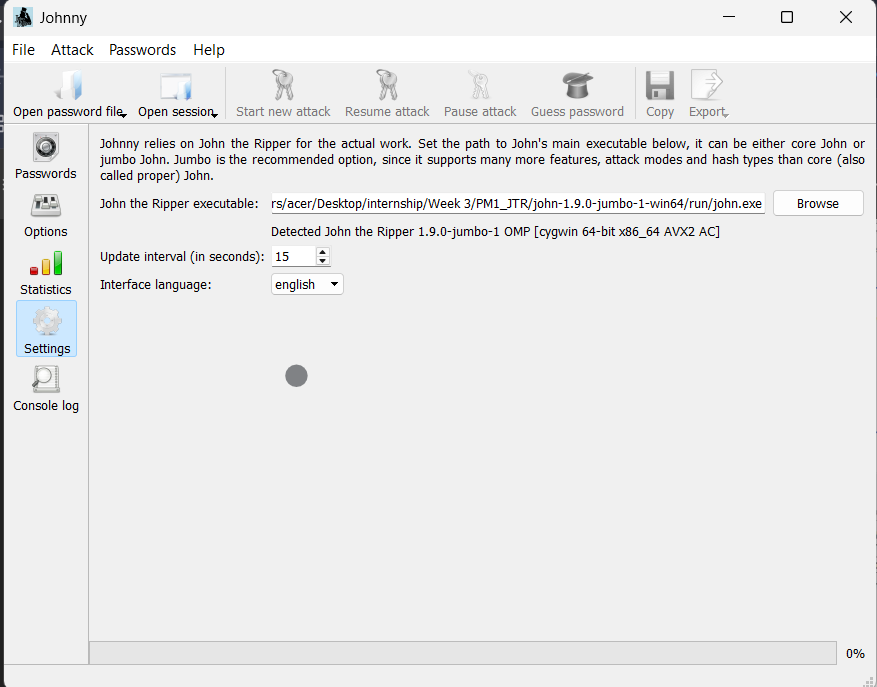 Johnny
File Attack Passwords Help
Open password file Open session Start new attack Resume attack Pause attack Guess password Copy Export
Passwords
Options
Statistics
Settings
Console log
Johnny relies on John the Ripper for the actual work. Set the path to John's main executable below, it can be either core John or
jumbo John. Jumbo is the recommended option, since it supports many more features, attack modes and hash types than core (also
called proper) John.
John the Ripper executable: rs/acer/Desktop/internship/Week 3/PM1_JTR/john-1.9.0-jumbo-1-win64/run/john.exe Browse
Detected John the Ripper 1.9.0-jumbo-1 OMP [cygwin 64-bit x86_64 AVX2 AC]
Update interval (in seconds): 15
Interface language: english
0%